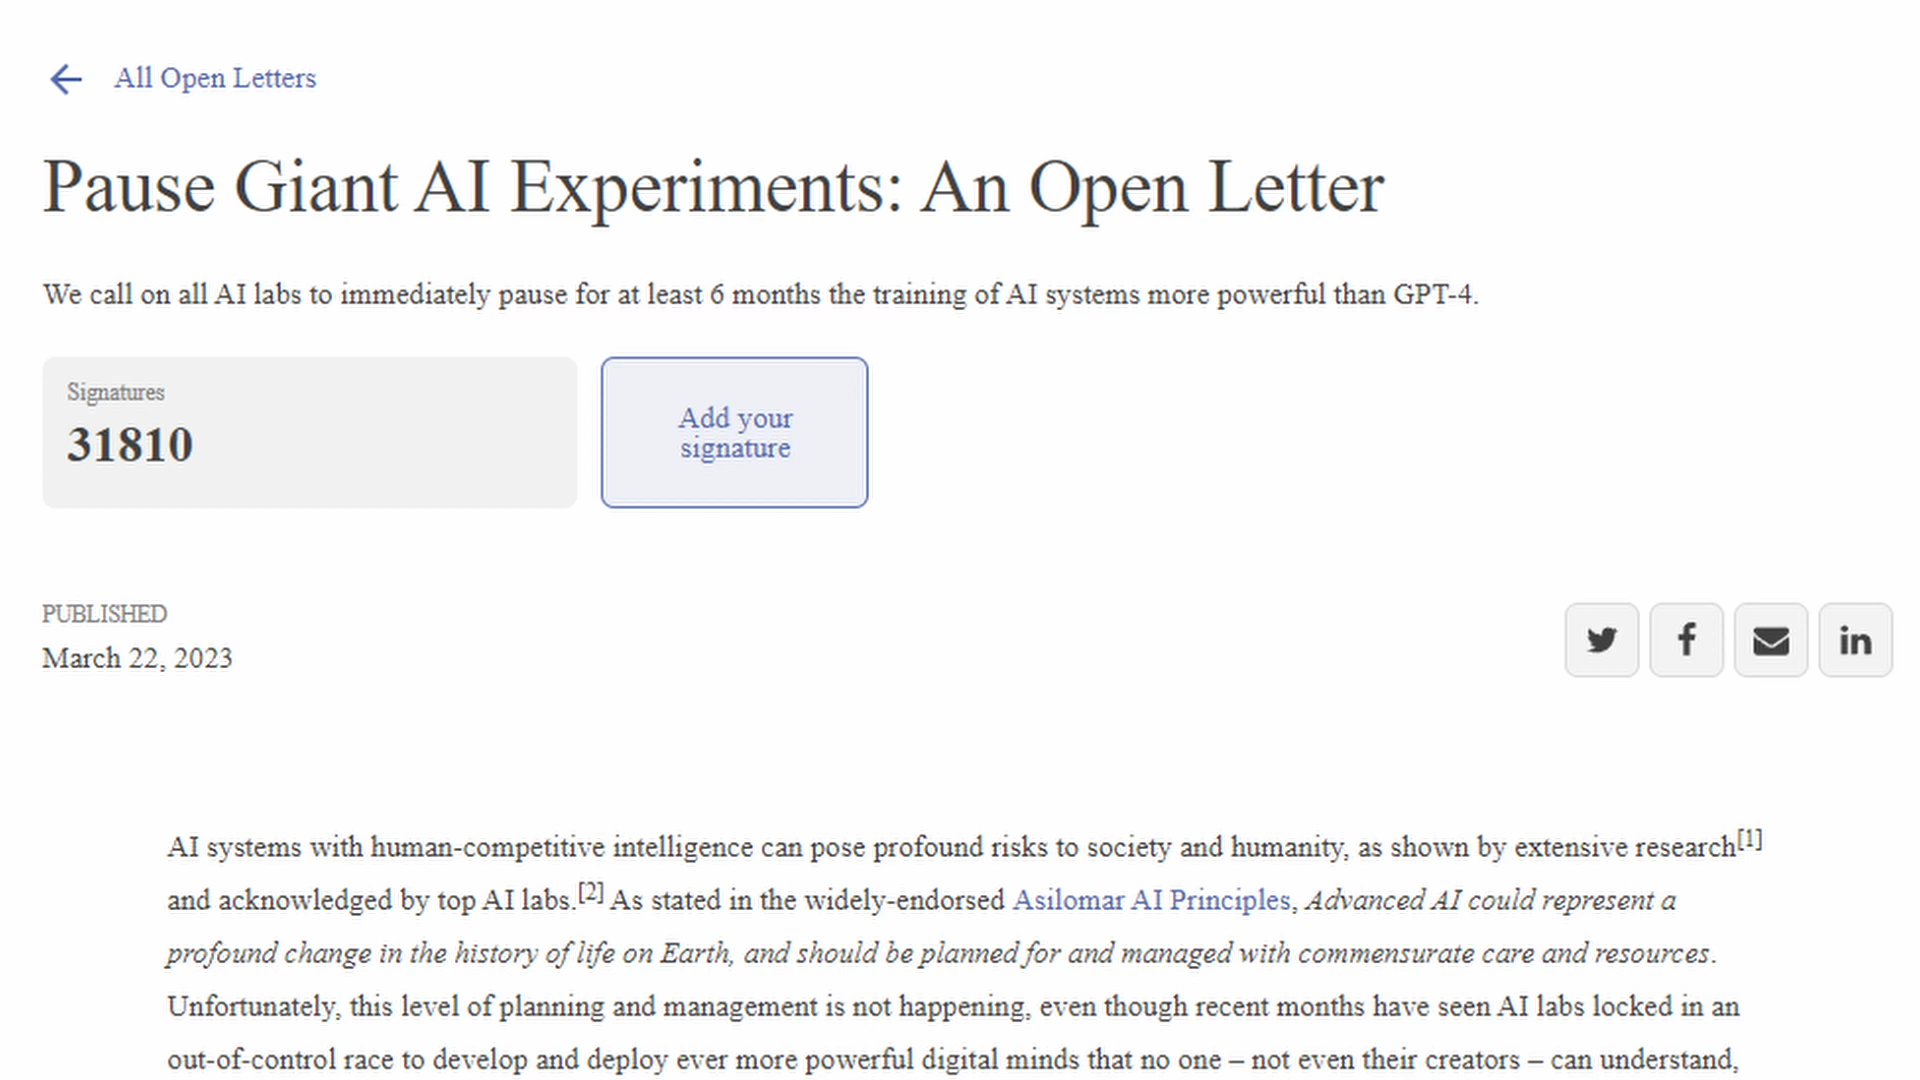 All Open Letters
Pause Giant AI Experiments: An Open Letter
We call on all AI labs to immediately pause for at least 6 months the training of AI systems more powerful than GPT-4.
Signatures
31810
Add your
signature
PUBLISHED
March 22, 2023
AI systems with human-competitive intelligence can pose profound risks to society and humanity, as shown by extensive research[1]
and acknowledged by top AI labs.[2] As stated in the widely-endorsed Asilomar AI Principles, Advanced AI could represent a
profound change in the history of life on Earth, and should be planned for and managed with commensurate care and resources.
Unfortunately, this level of planning and management is not happening, even though recent months have seen AI labs locked in an
out-of-control race to develop and deploy ever more powerful digital minds that no one – not even their creators – can understand,